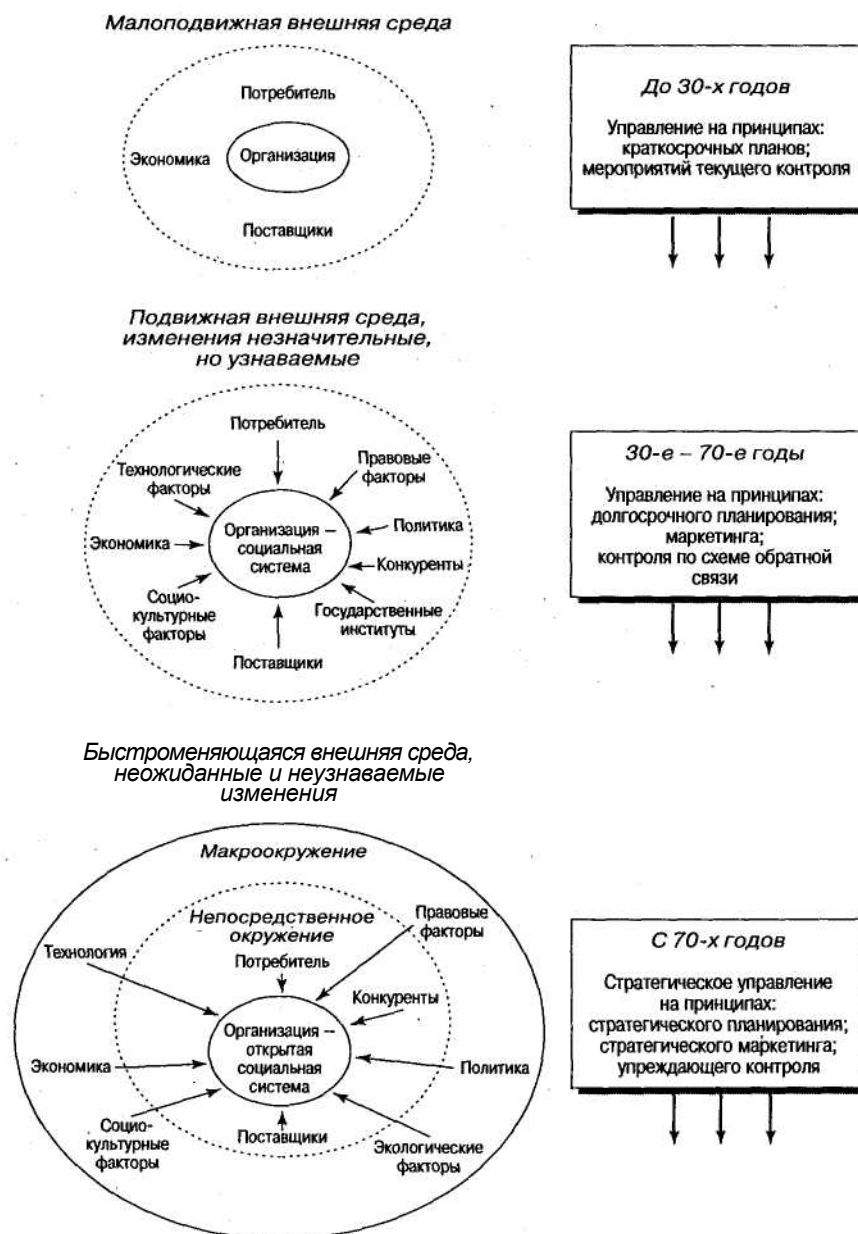 Малоподвижная внешняя среда
Потребитель
Экономика
Организация
Поставщики
До 30-х годов
Управление на принципах:
краткосрочных планов;
мероприятий текущего контроля
Подвижная внешняя среда,
изменения незначительные,
но узнаваемые
Потребитель
Технологические
факторы
Правовые
факторы
Экономика
Организация –
социальная
система
Политика
Конкуренты
Социо-
культурные
факторы
Государственные
институты
Поставщики
30-е – 70-е годы
Управление на принципах:
долгосрочного планирования;
маркетинга;
контроля по схеме обратной
связи
Быстроменяющаяся внешняя среда,
неожиданные и неузнаваемые
изменения
Макроокружение
Непосредственное
окружение
Правовые
факторы
Технология
Потребитель
Конкуренты
Организация –
открытая
социальная
система
Экономика
Политика
Социо-
культурные
факторы
Поставщики
Экологические
факторы
С 70-х годов
Стратегическое управление
на принципах:
стратегического планирования;
стратегического маркетинга;
упреждающего контроля